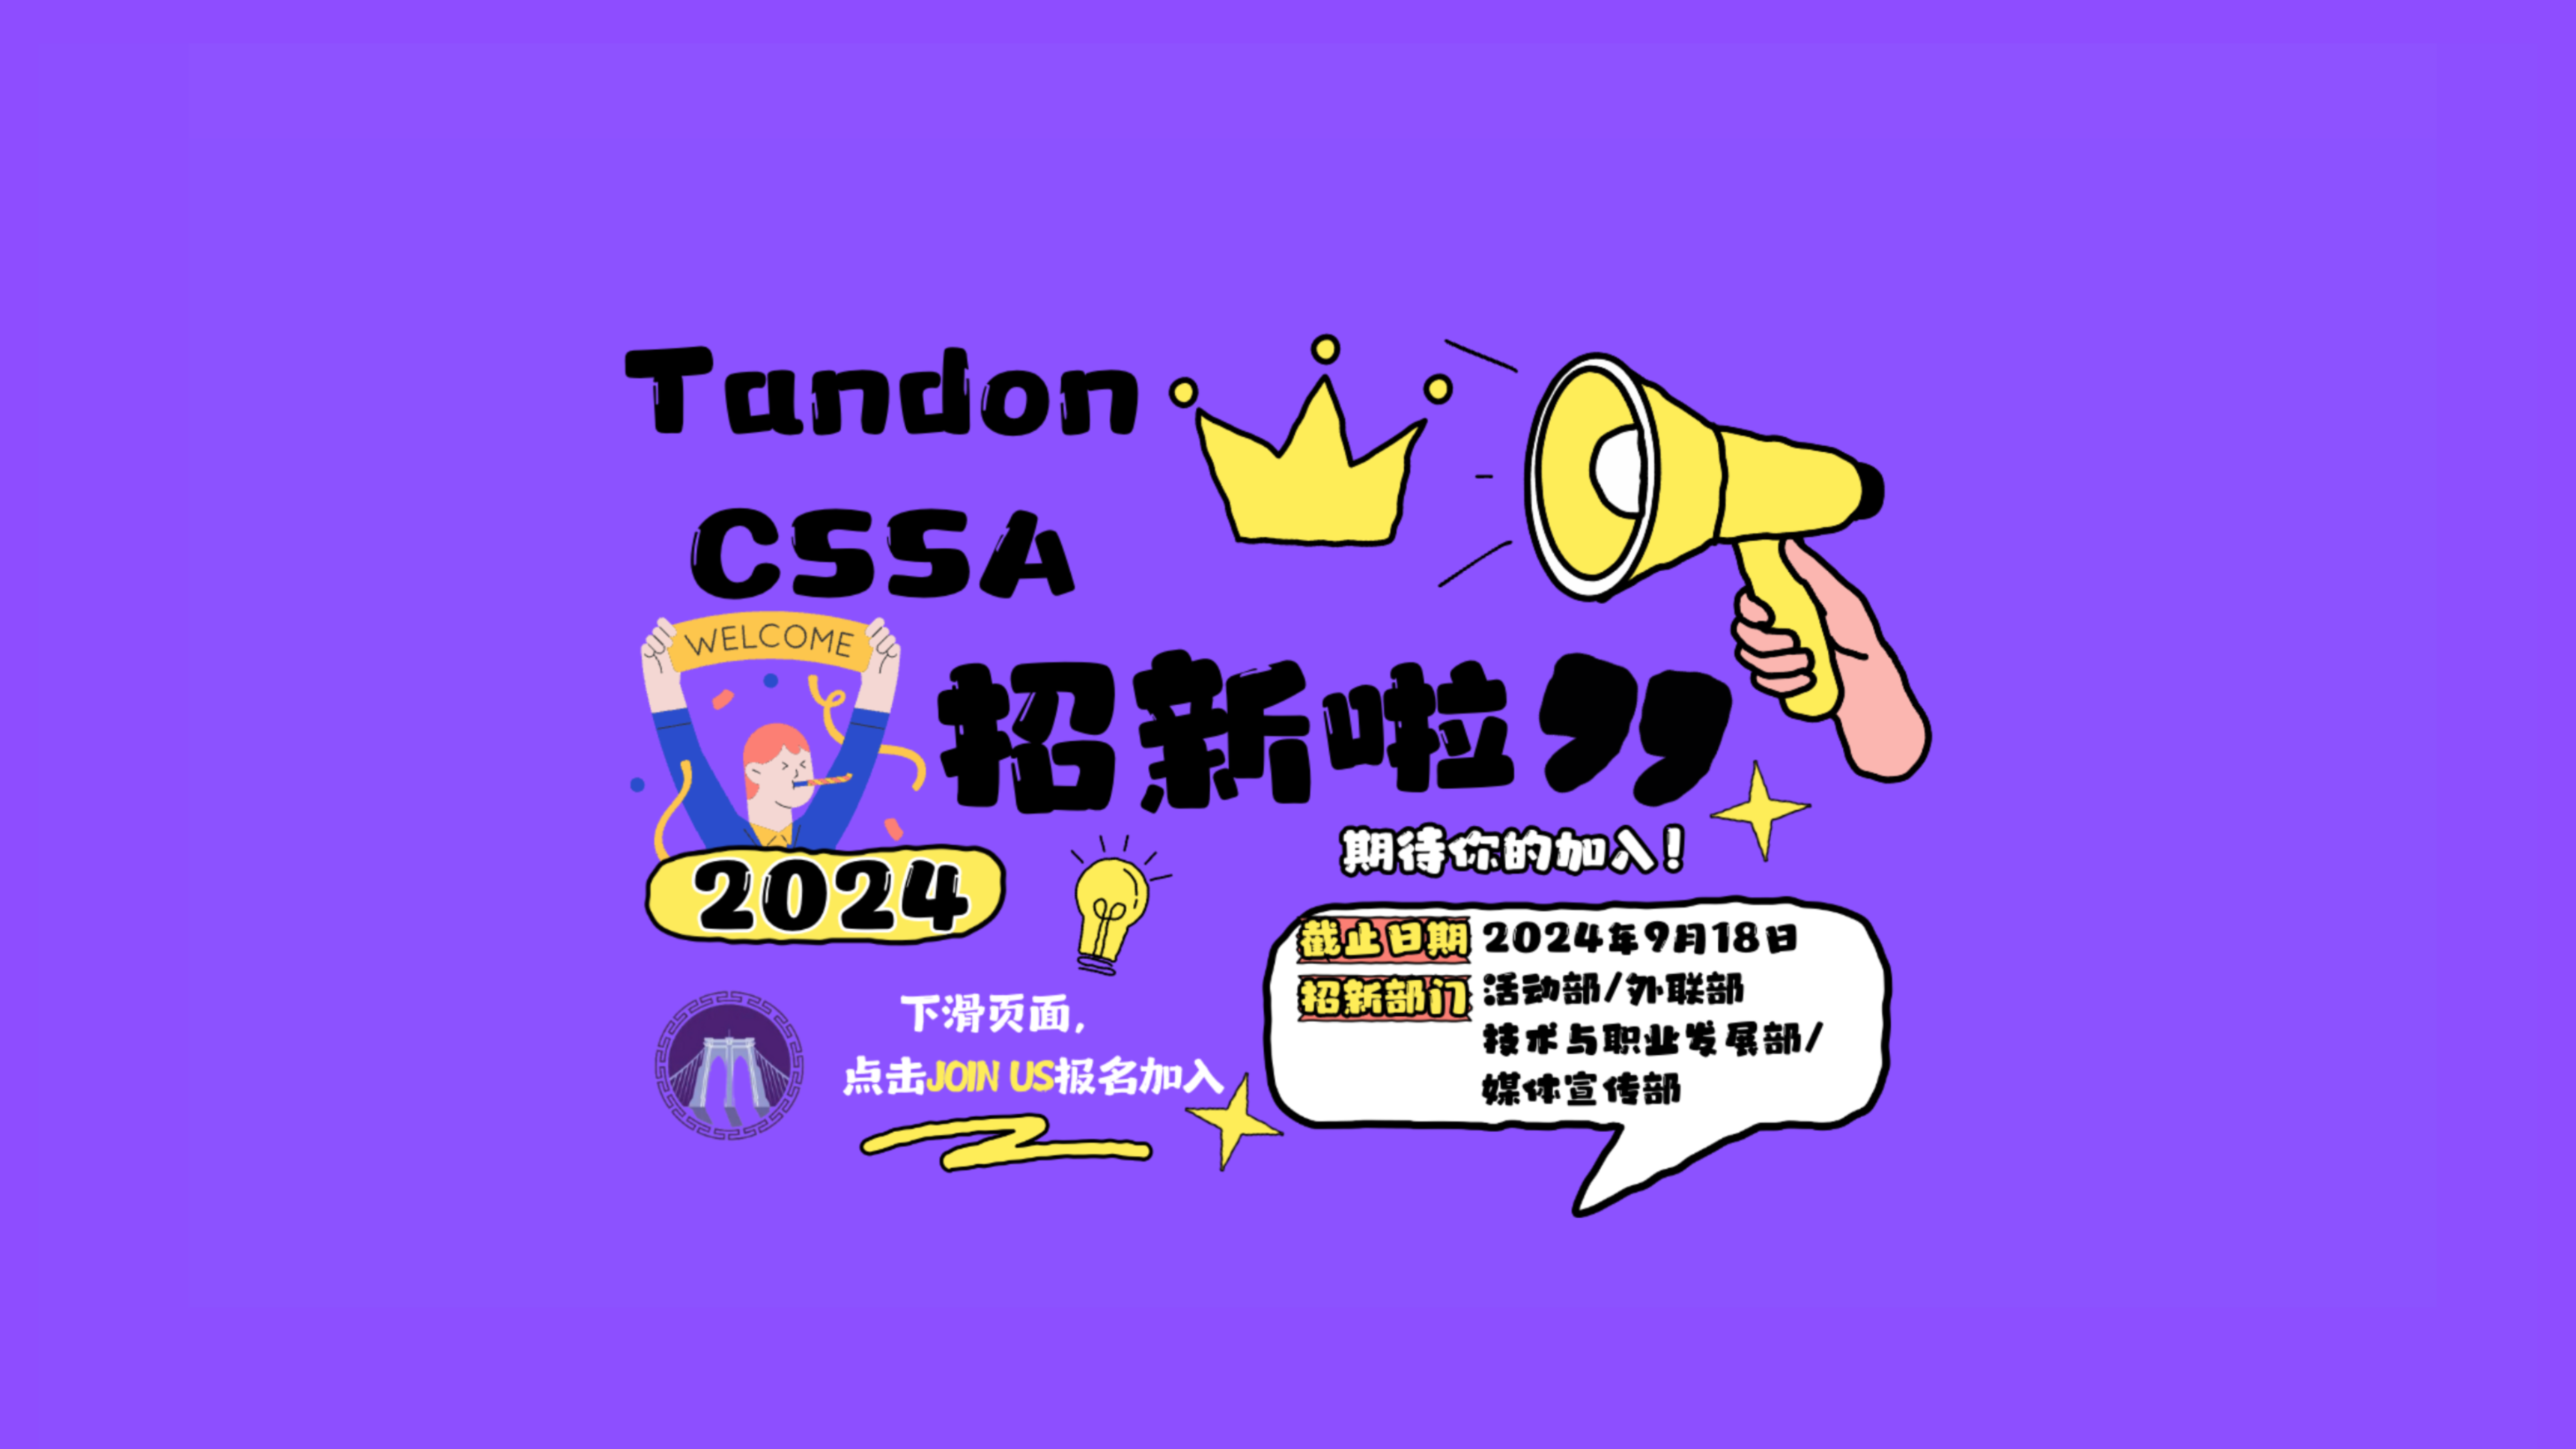 Tandon
CSSA
WELCOME
招新啦
2024
期待你的加入!
截止日期 2024年9月18日
招新部门 活动部/外联部
技术与职业发展部/
媒体宣传部
下滑页面,
点击JOIN US报名加入